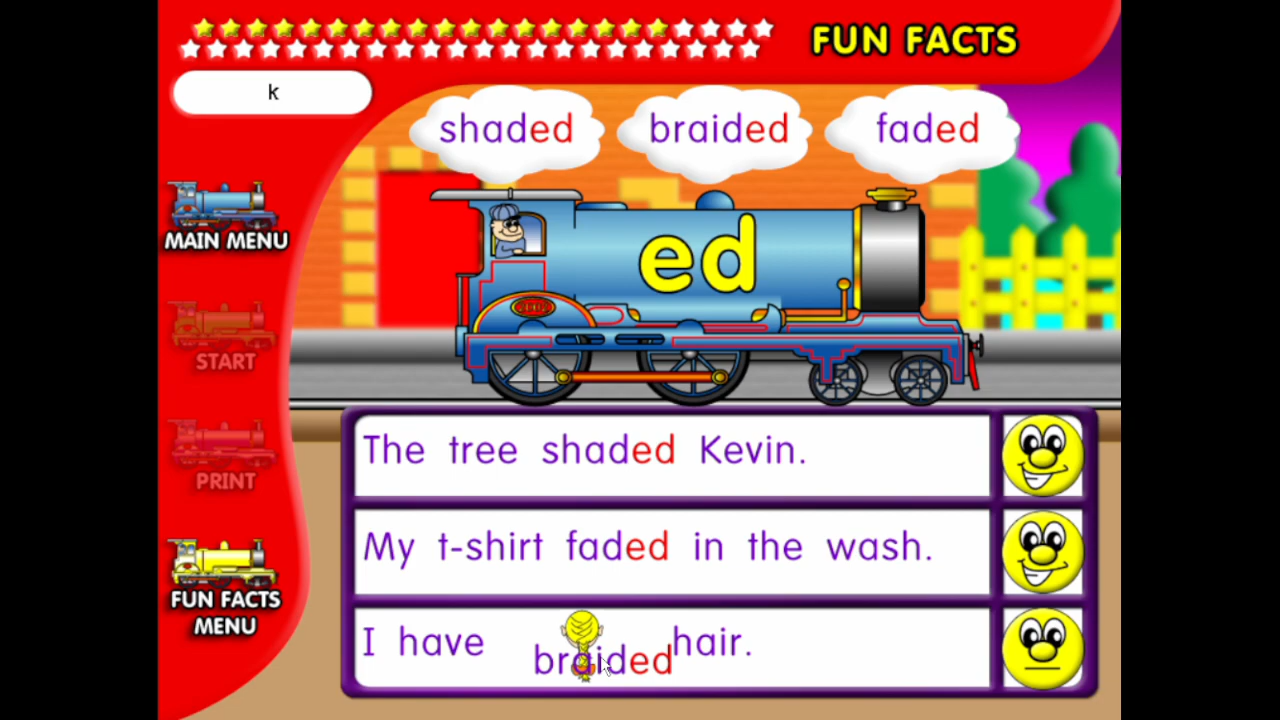 FUN FACTS
k
shaded braided faded
ed
MAIN MENU
START
PRINT
FUN FACTS
MENU
The tree shaded Kevin.
My t-shirt faded in the wash.
I have braided hair.